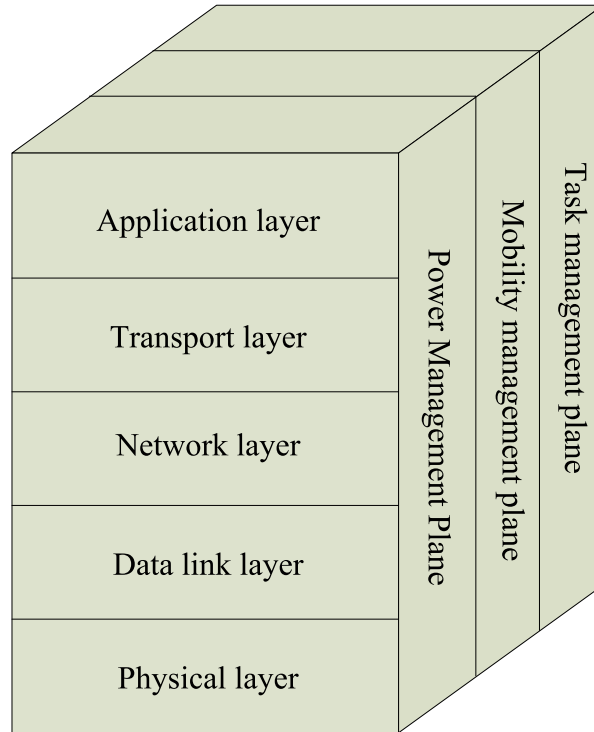 Application layer
Transport layer
Network layer
Data link layer
Physical layer
Power Management Plane
Mobility management plane
Task management plane